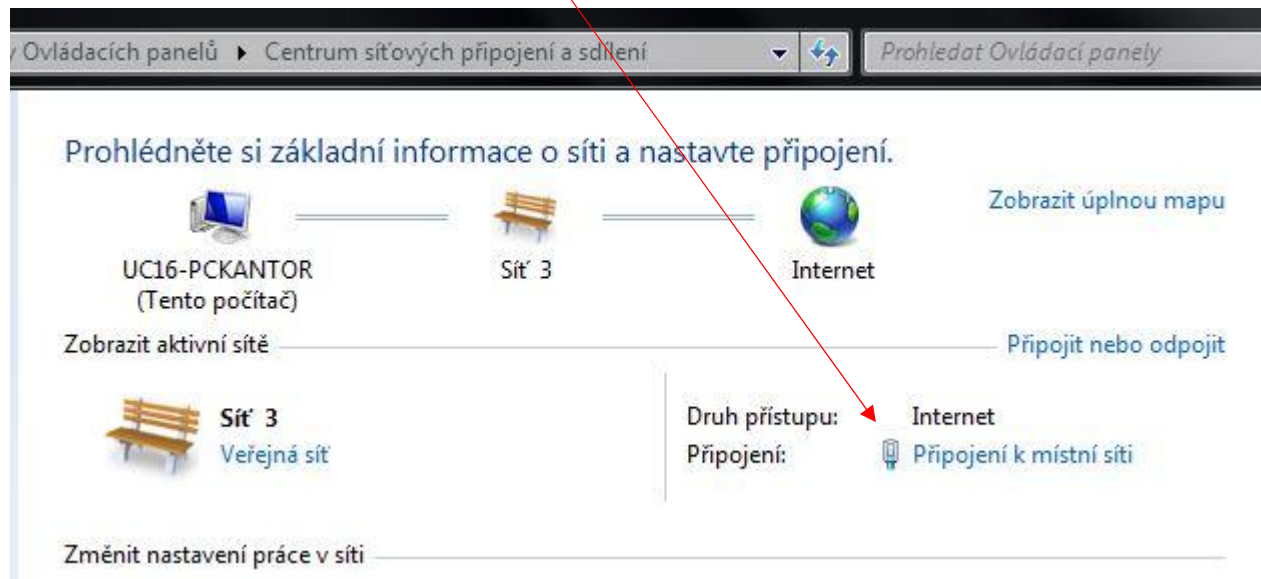 Ovládacích panelů ▸ Centrum síťových připojení a sdílení Prohledat Ovládací panely
Prohlédněte si základní informace o síti a nastavte připojení.
Zobrazit úplnou mapu
UC16-PCKANTOR Síť 3 Internet
(Tento počítač)
Zobrazit aktivní sítě Připojit nebo odpojit
Síť 3 Druh přístupu: Internet
Veřejná síť Připojení: Připojení k místní síti
Změnit nastavení práce v síti